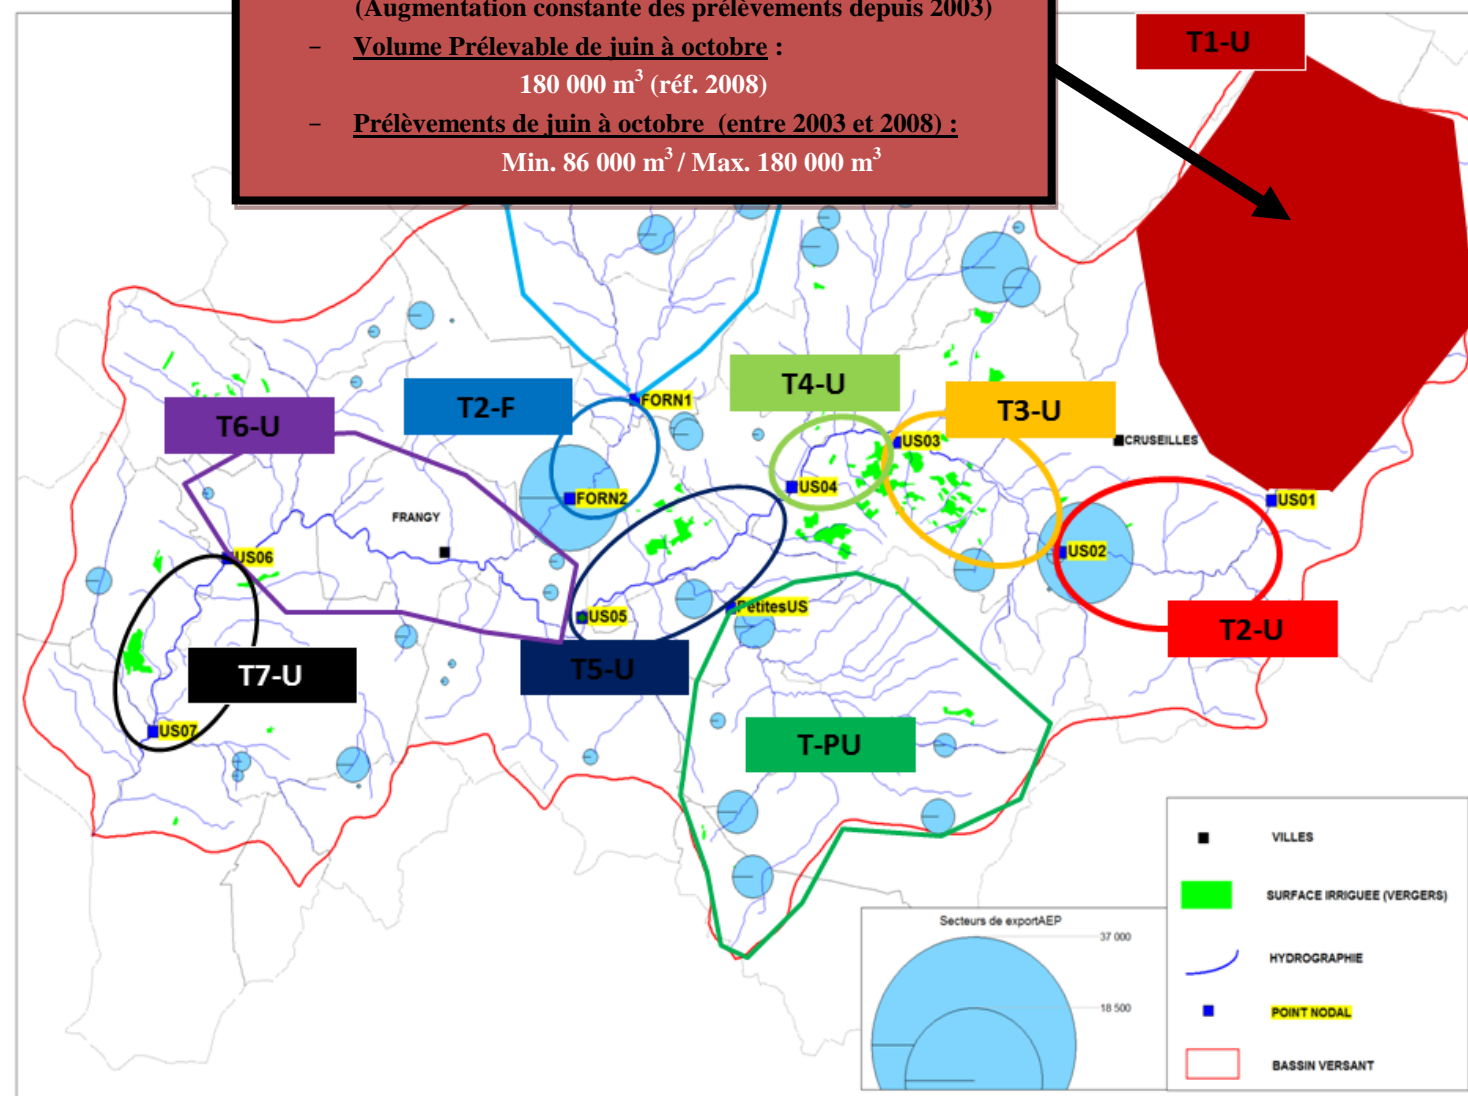 (Augmentation constante des prélèvements depuis 2003)
- Volume Prélevable de juin à octobre :
180 000 m³ (réf. 2008)
- Prélèvements de juin à octobre (entre 2003 et 2008) :
Min. 86 000 m³ / Max. 180 000 m³
T1-U
T4-U
T2-F
FORN1
T3-U
T6-U
US03
CRUSEILLES
US04
FORN2
US01
FRANGY
US02
US06
PetitesUS
US05
T2-U
T5-U
T7-U
US07
T-PU
VILLES
SURFACE IRRIGUEE (VERGERS)
Secteurs de exportAEP
37 000
HYDROGRAPHIE
18 500
POINT NODAL
BASSIN VERSANT